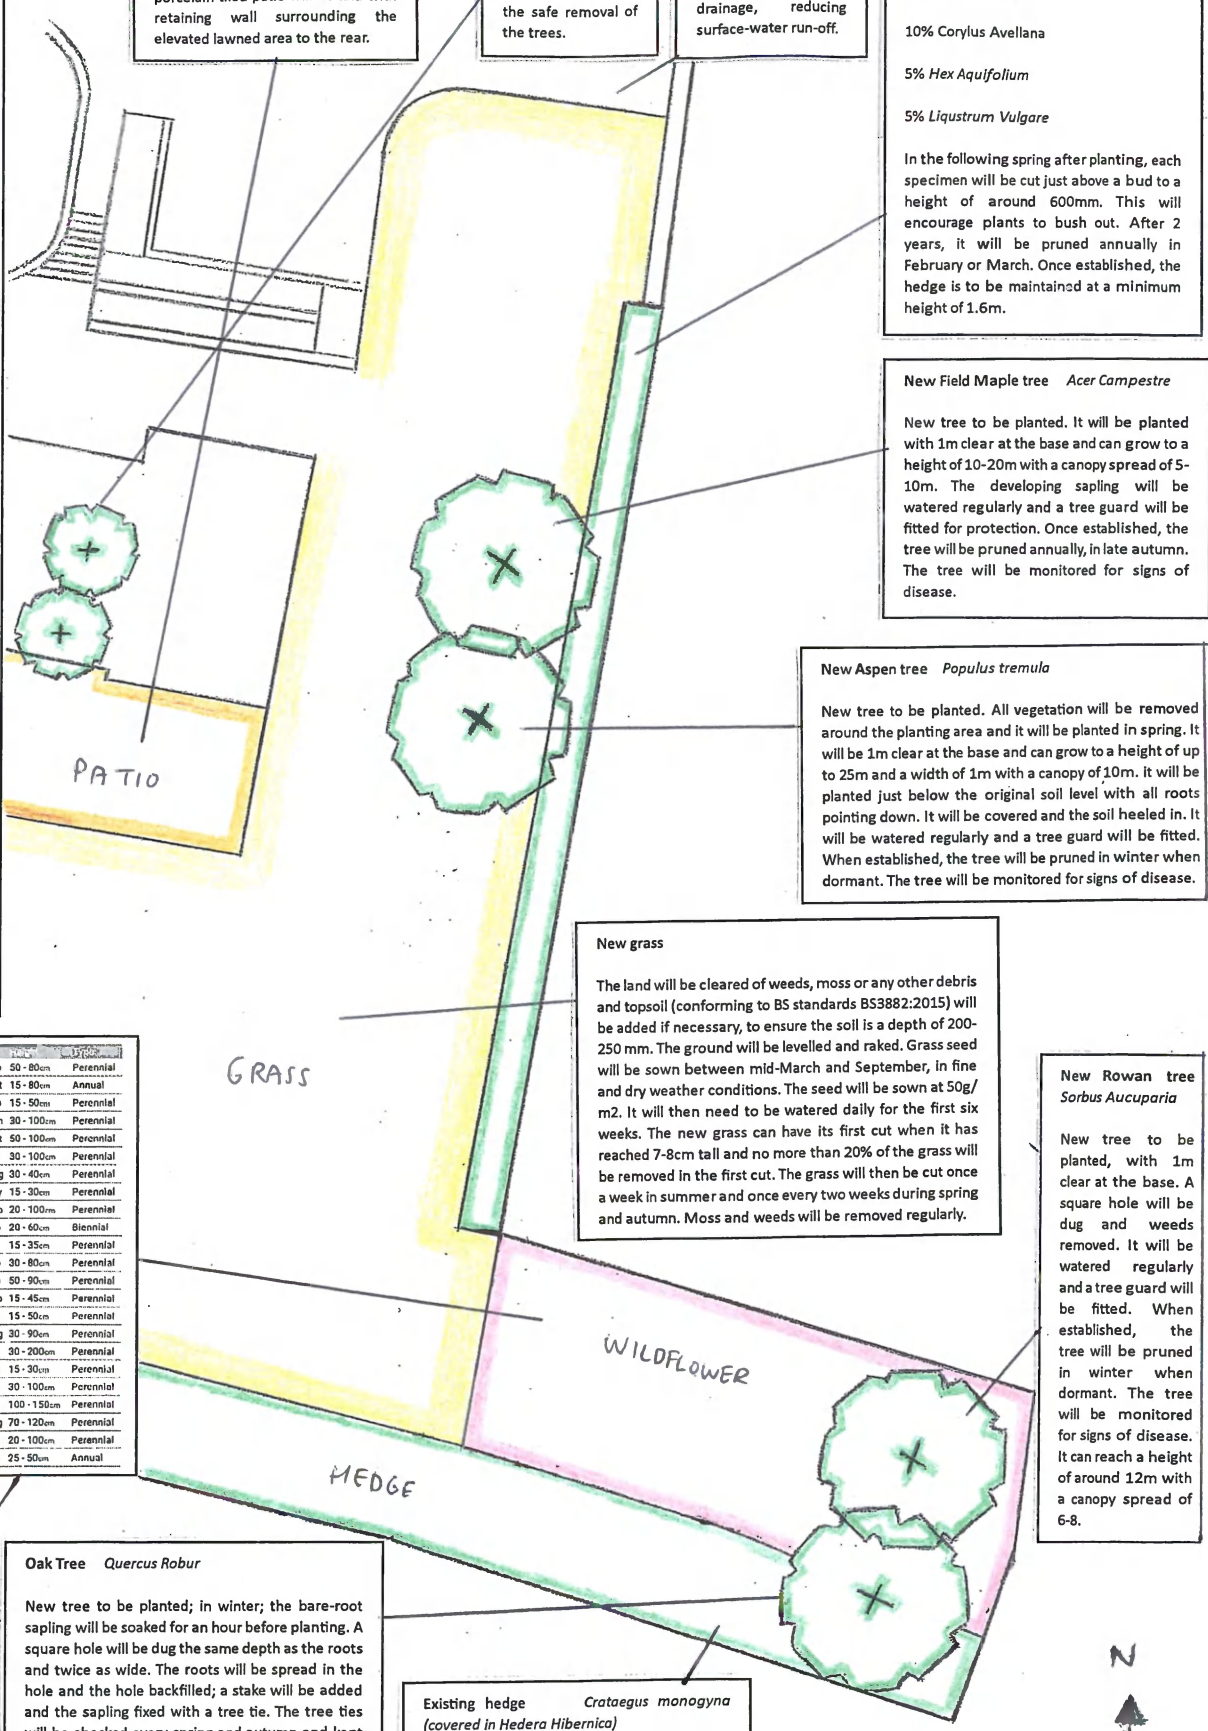 retaining wall surrounding the
elevated lawned area to the rear.
the safe removal of
the trees.
drainage, reducing
surface-water run-off.
10% Corylus Avellana
5% Hex Aquifolium
5% Liqustrum Vulgare
In the following spring after planting, each
specimen will be cut just above a bud to a
height of around 600mm. This will
encourage plants to bush out. After 2
years, it will be pruned annually in
February or March. Once established, the
hedge is to be maintained at a minimum
height of 1.6m.
New Field Maple tree Acer Campestre
New tree to be planted. It will be planted
with 1m clear at the base and can grow to a
height of 10-20m with a canopy spread of 5-
10m. The developing sapling will be
watered regularly and a tree guard will be
fitted for protection. Once established, the
tree will be pruned annually, in late autumn.
The tree will be monitored for signs of
disease.
New Aspen tree Populus tremula
New tree to be planted. All vegetation will be removed
around the planting area and it will be planted in spring. It
will be 1m clear at the base and can grow to a height of up
to 25m and a width of 1m with a canopy of 10m. it will be
planted just below the original soil level with all roots
pointing down. It will be covered and the soil heeled in. It
will be watered regularly and a tree guard will be fitted.
When established, the tree will be pruned in winter when
dormant. The tree will be monitored for signs of disease.
PATIO
New grass
The land will be cleared of weeds, moss or any other debris
and topsoil (conforming to BS standards BS3882:2015) will
be added if necessary, to ensure the soil is a depth of 200-
250 mm. The ground will be levelled and raked. Grass seed
will be sown between mid-March and September, in fine
and dry weather conditions. The seed will be sown at 50g/
m2. It will then need to be watered daily for the first six
weeks. The new grass can have its first cut when it has
reached 7-8cm tall and no more than 20% of the grass will
be removed in the first cut. The grass will then be cut once
a week in summer and once every two weeks during spring
and autumn. Moss and weeds will be removed regularly.
GRASS
50-80cm Perennial
15-80cm Annual
15-50cm Perennial
30-100cm Perennial
50-100cm Perennial
30-100cm Perennial
30-40cm Perennial
15-30cm Perennial
20-100cm Perennial
20-60cm Biennial
15-35cm Perennial
30-80cm Perennial
50-90cm Perennial
15-45cm Perennial
15-50cm Perennial
30-90cm Perennial
30-200cm Perennial
15-30cm Perennial
30-100cm Perennial
100-150cm Perennial
70-120cm Perennial
20-100cm Perennial
25-50cm Annual
New Rowan tree
Sorbus Aucuparia
New tree to be
planted, with 1m
clear at the base. A
square hole will be
dug and weeds
removed. It will be
watered regularly
and a tree guard will
be fitted. When
established, the
tree will be pruned
in winter when
dormant. The tree
will be monitored
for signs of disease.
It can reach a height
of around 12m with
a canopy spread of
6-8.
WILDFLOWER
HEDGE
Oak Tree Quercus Robur
New tree to be planted; in winter; the bare-root
sapling will be soaked for an hour before planting. A
square hole will be dug the same depth as the roots
and twice as wide. The roots will be spread in the
hole and the hole backfilled; a stake will be added
and the sapling fixed with a tree tie. The tree ties
Existing hedge Crataegus monogyna
(covered in Hedera Hibernica)
N